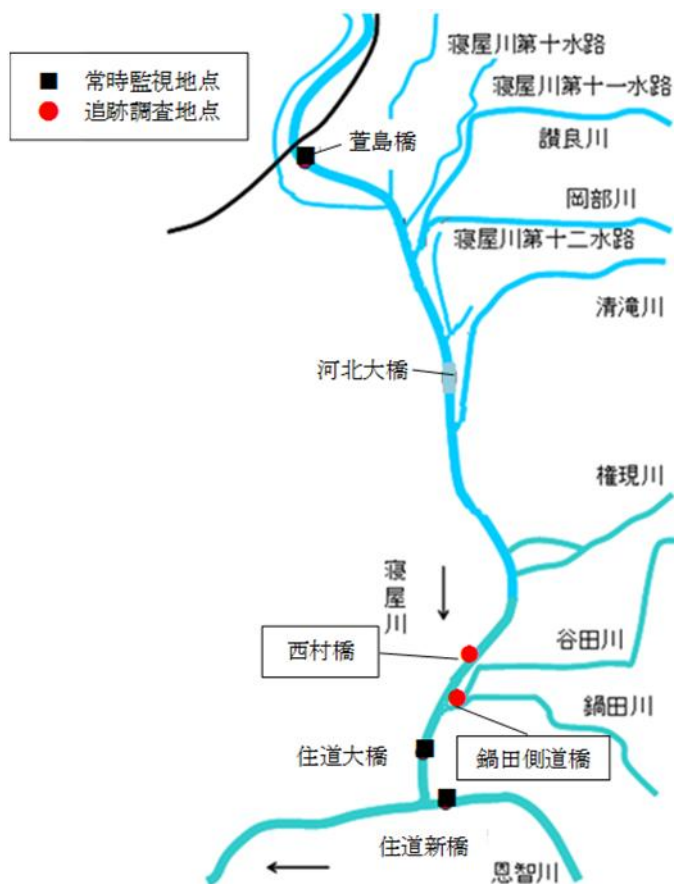 常時監視地点
追跡調査地点
寝屋川第十水路
寝屋川第十一水路
萱島橋
讃良川
岡部川
寝屋川第十二水路
清滝川
河北大橋
権現川
寝屋川
西村橋
谷田川
鍋田川
住道大橋
鍋田側道橋
住道新橋
恩智川